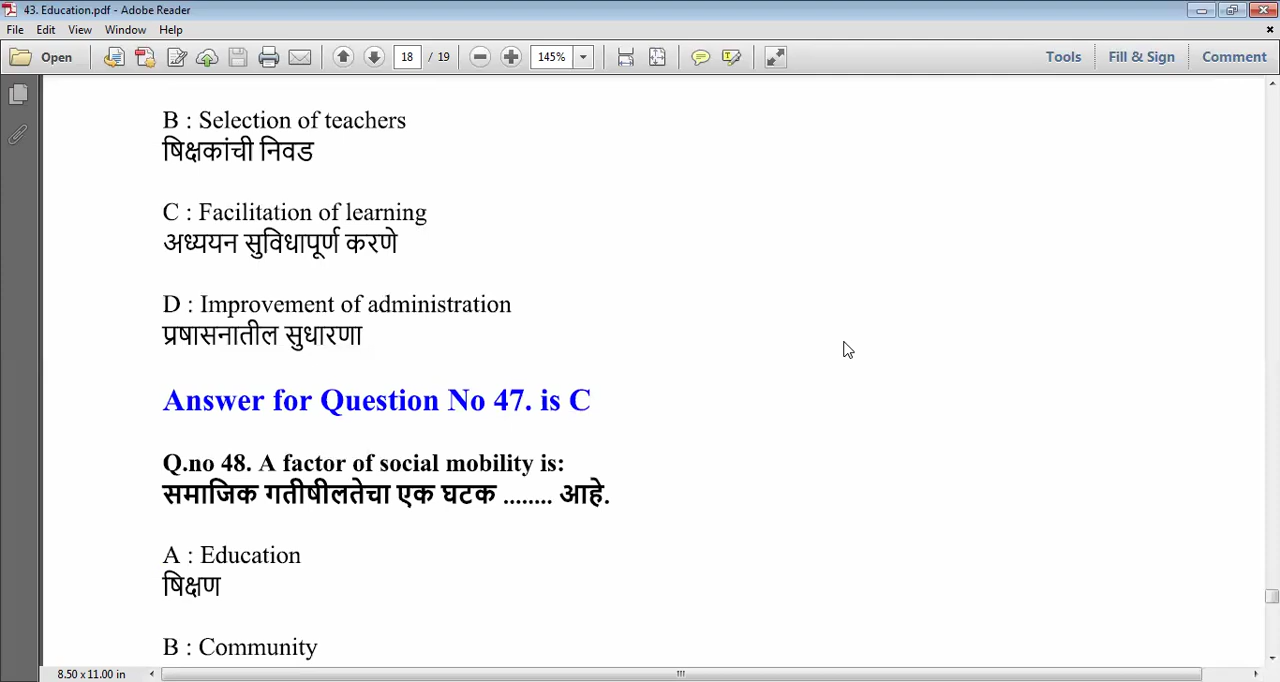 43. Education.pdf - Adobe Reader
File Edit View Window Help
Open 18 / 19 145% Tools Fill & Sign Comment
B : Selection of teachers
षिक्षकांची निवड
C : Facilitation of learning
अध्ययन सुविधापूर्ण करणे
D : Improvement of administration
प्रषासनातील सुधारणा
Answer for Question No 47. is C
Q.no 48. A factor of social mobility is:
समाजिक गतीषीलतेचा एक घटक ........ आहे.
A : Education
षिक्षण
B : Community
8.50 x 11.00 in